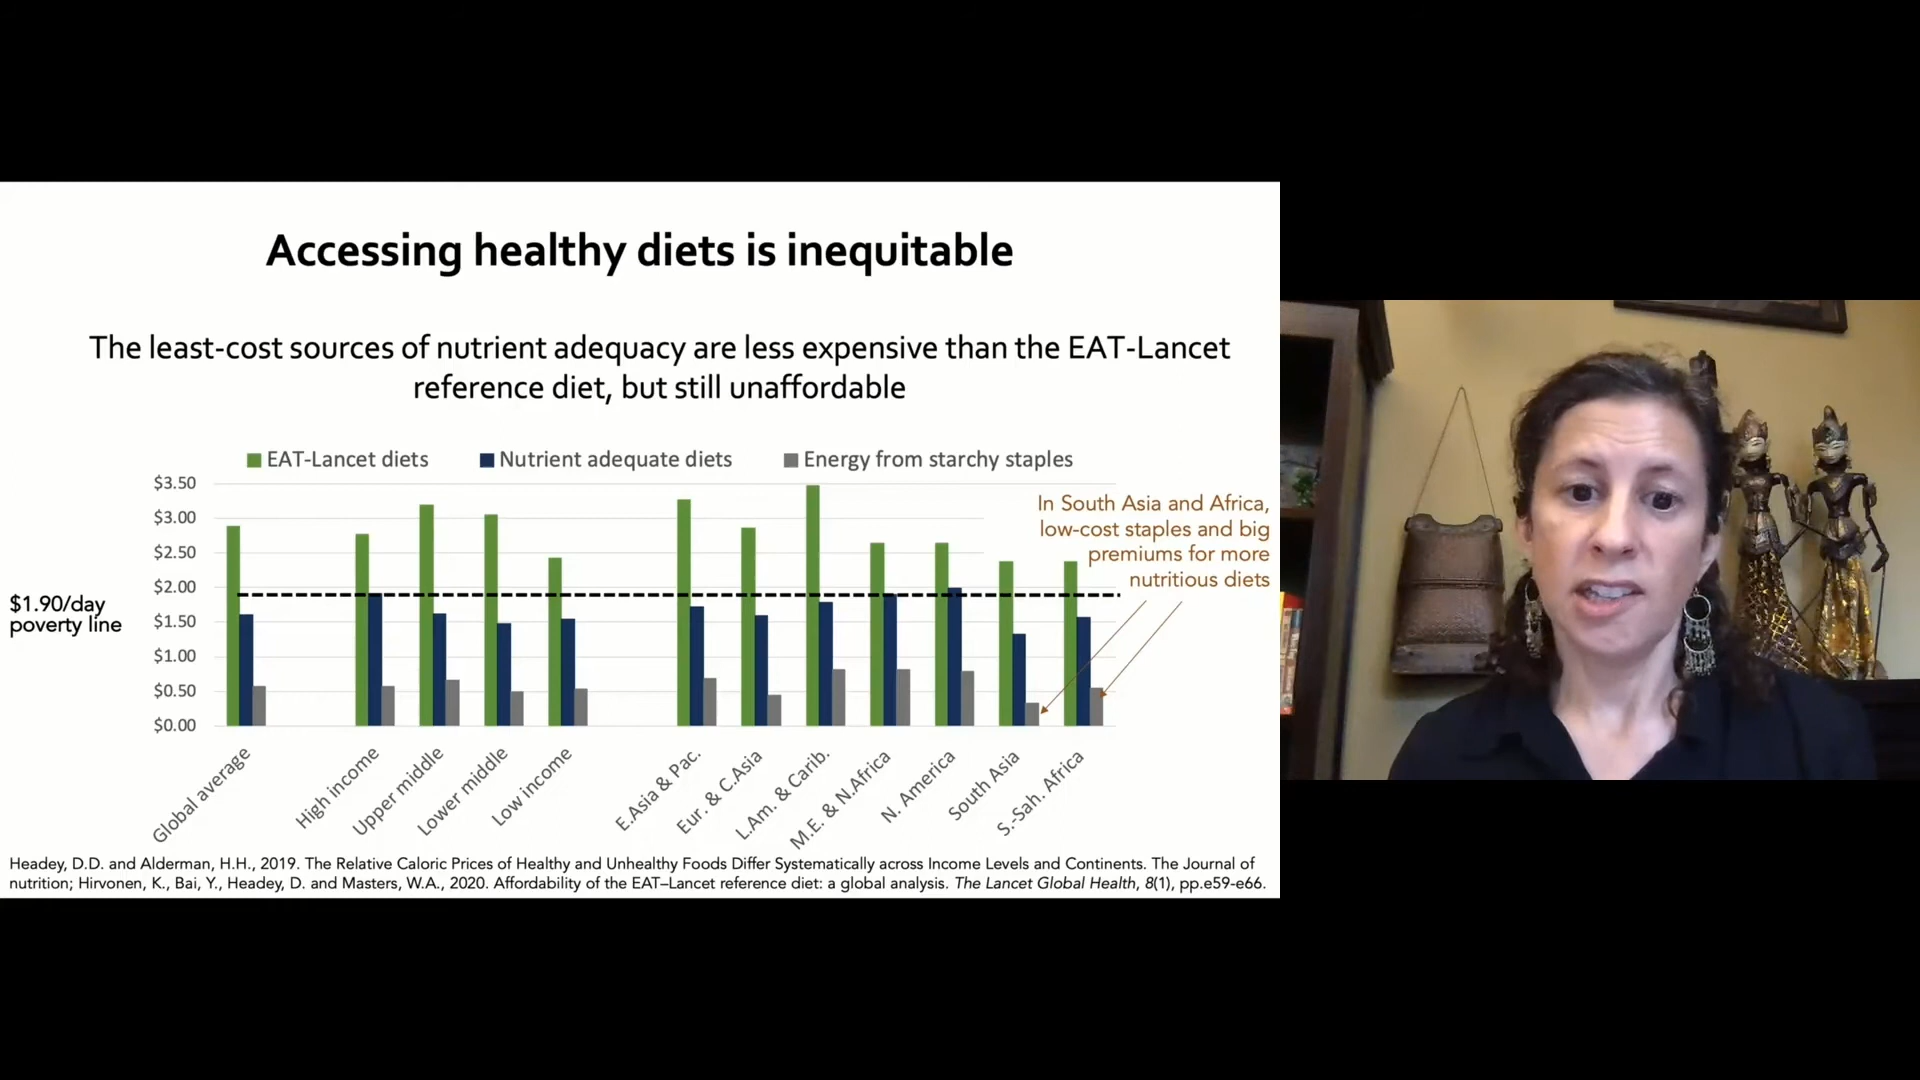 Accessing healthy diets is inequitable
The least-cost sources of nutrient adequacy are less expensive than the EAT-Lancet
reference diet, but still unaffordable
EAT-Lancet diets
Nutrient adequate diets
Energy from starchy staples
$3.50
$3.00
$2.50
$2.00
$1.50
$1.00
$0.50
$0.00
$1.90/day
poverty line
In South Asia and Africa,
low-cost staples and big
premiums for more
nutritious diets
Global average
High income
Upper middle
Lower middle
Low income
E.Asia & Pac.
Eur. & C.Asia
L.Am. & Carib.
M.E. & N.Africa
N. America
South Asia
S.-Sah. Africa
Headey, D.D. and Alderman, H.H., 2019. The Relative Caloric Prices of Healthy and Unhealthy Foods Differ Systematically across Income Levels and Continents. The Journal of
nutrition; Hirvonen, K., Bai, Y., Headey, D. and Masters, W.A., 2020. Affordability of the EAT–Lancet reference diet: a global analysis. The Lancet Global Health, 8(1), pp.e59-e66.